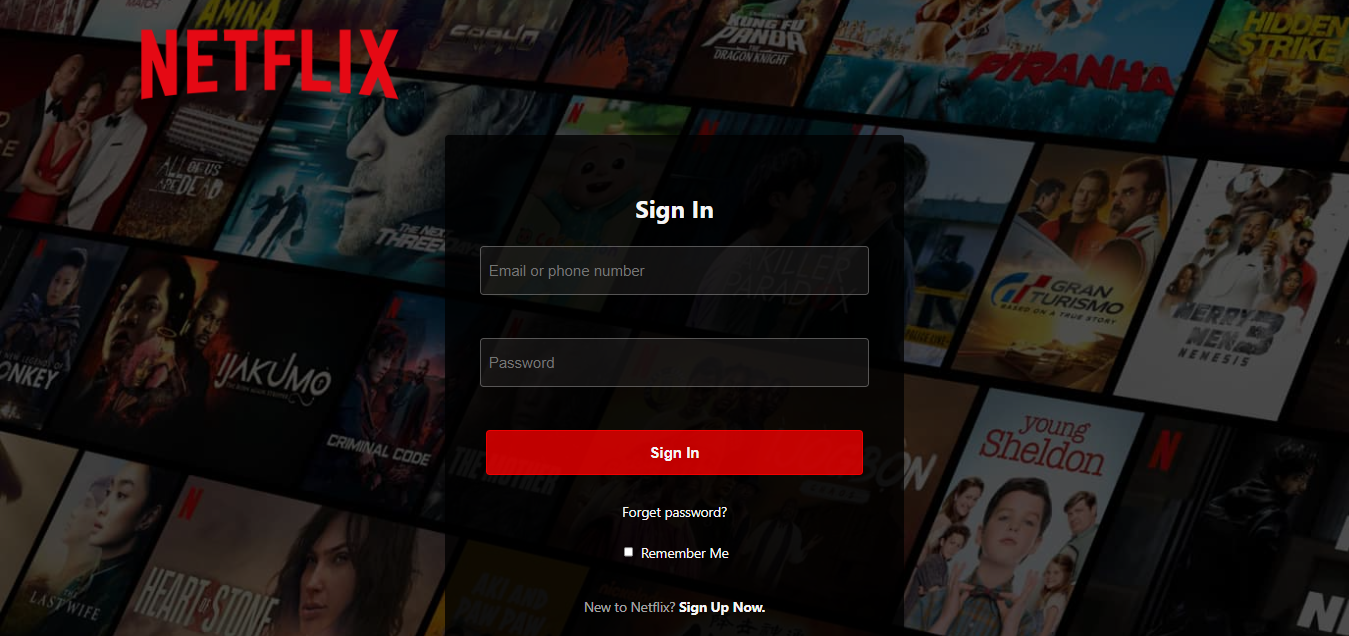 MARCH
AMINA
NETFLIX
KUNG FU
PANDA
THE
DRAGON KNIGHT
PIRANHA
HIDDEN
STRIKE
ALL OF US
ARE DEAD
THE NEXT
THREE DAYS
Sign In
Email or phone number
A KILLER
PARADOX
Password
GRAN
TURISMO
BASED ON A TRUE STORY
MERRY
MEN 3
NEMESIS
IJAKUMO
CRIMINAL CODE
THE MOTHER
Sign In
young
Sheldon
Forget password?
Remember Me
THE
LAST WIFE
HEART OF STONE
New to Netflix? Sign Up Now.